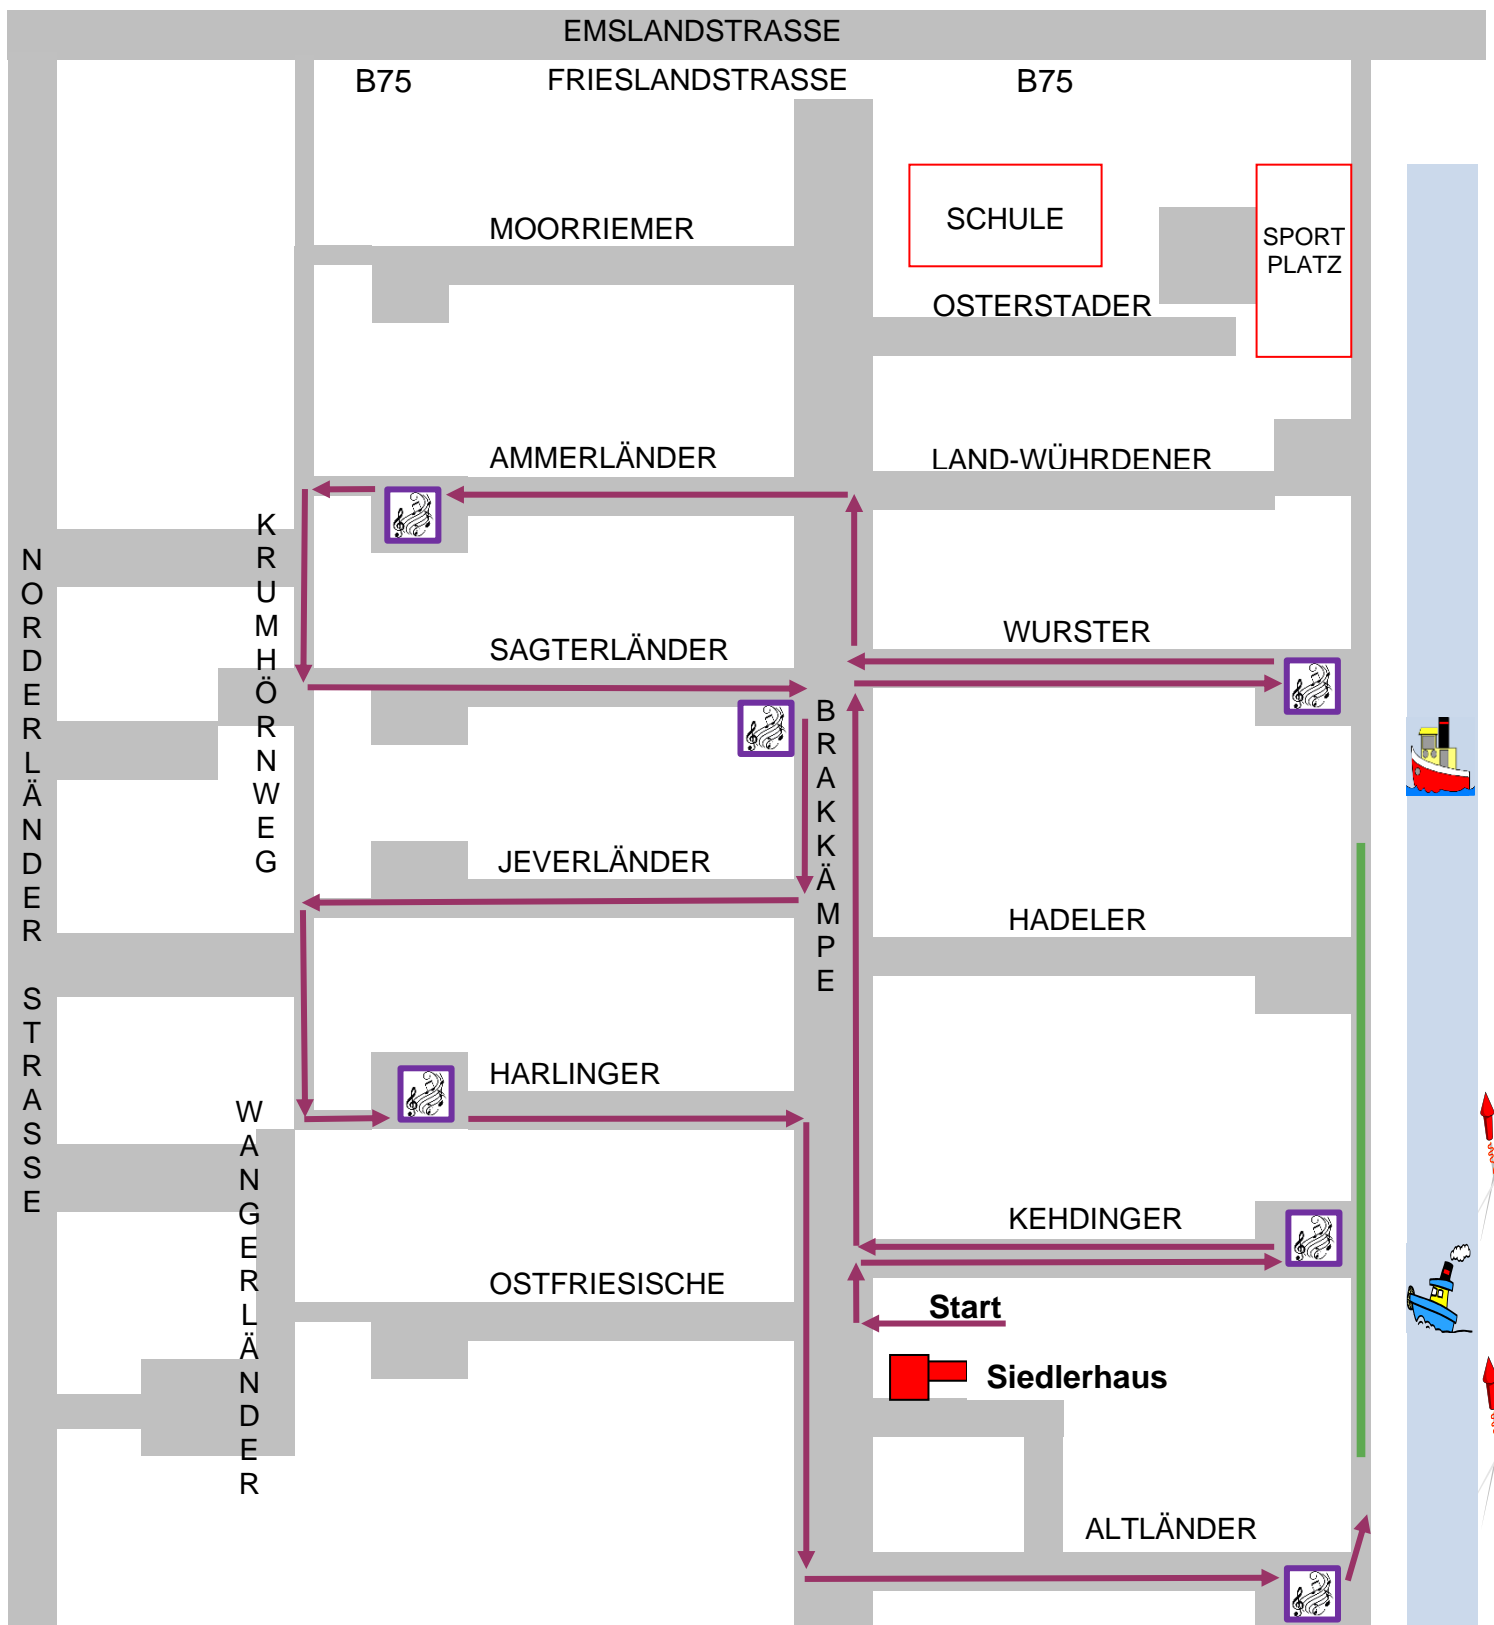 EMSLANDSTRASSE
B75
FRIESLANDSTRASSE
B75
SCHULE
MOORRIEMER
SPORT
PLATZ
OSTERSTADER
AMMERLÄNDER
LAND-WÜHRDENER
KRUMHÖRNWEG
NORDERLÄNDER STRASSE
WURSTER
SAGTERLÄNDER
BRAKKÄMPE
JEVERLÄNDER
HADELER
HARLINGER
WANGERLÄNDER
KEHDINGER
OSTFRIESISCHE
Start
Siedlerhaus
ALTLÄNDER